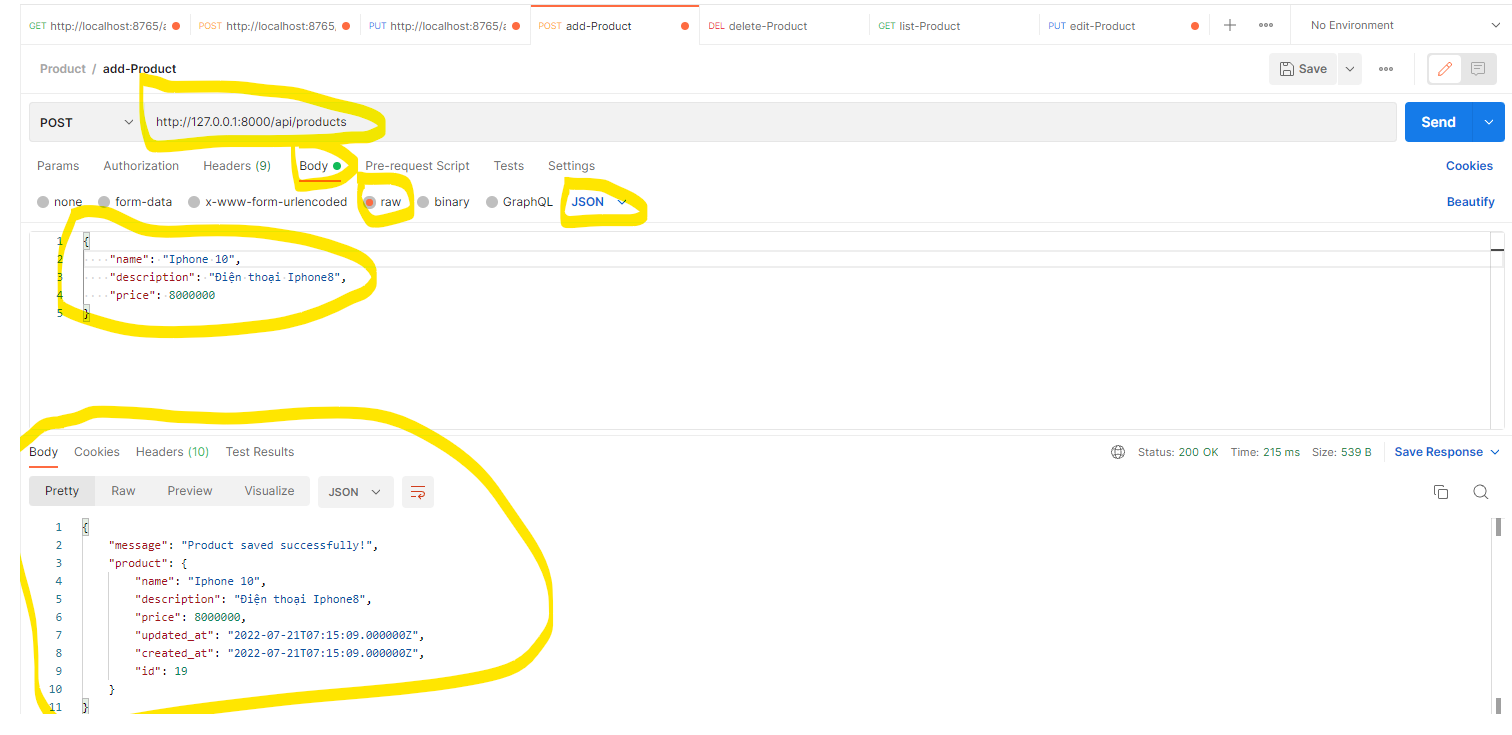 GET http://localhost:8765/a POST http://localhost:8765, PUT http://localhost:8765/a POST add-Product DEL delete-Product GET list-Product PUT edit-Product No Environment
Product / add-Product Save
POST http://127.0.0.1:8000/api/products Send
Params Authorization Headers (9) Body Pre-request Script Tests Settings Cookies
none form-data x-www-form-urlencoded raw binary GraphQL JSON Beautify
1 {
2 "name": "Iphone 10",
3 "description": "Điện thoại Iphone8",
4 "price": 8000000
5 }
Body Cookies Headers (10) Test Results Status: 200 OK Time: 215 ms Size: 539 B Save Response
Pretty Raw Preview Visualize JSON
1 {
2 "message": "Product saved successfully!",
3 "product": {
4 "name": "Iphone 10",
5 "description": "Điện thoại Iphone8",
6 "price": 8000000,
7 "updated_at": "2022-07-21T07:15:09.000000Z",
8 "created_at": "2022-07-21T07:15:09.000000Z",
9 "id": 19
10 }
11 }